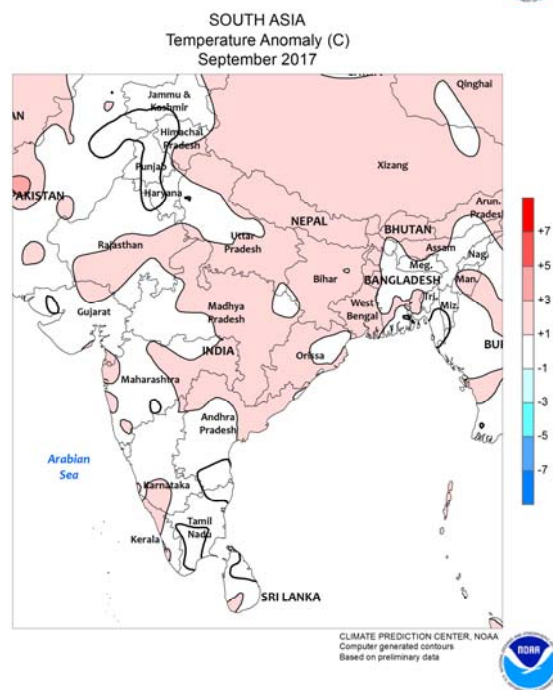 SOUTH ASIA
Temperature Anomaly (C)
September 2017
Qinghai
Jammu &
Kashmir
AN
Himachal
Pradesh
Xizang
Punjab
PAKISTAN
Haryana
Arun.
Pradesh
NEPAL
BHUTAN
Uttar
Pradesh
Rajasthan
Assam
Nag.
Meg.
Bihar
BANGLADESH
Man.
Tri.
Miz.
Gujarat
Madhya
Pradesh
West
Bengal
BU
INDIA
Orissa
Maharashtra
Andhra
Pradesh
Arabian
Sea
Karnataka
Tamil
Nadu
Kerala
SRI LANKA
+7
+5
+3
+1
-1
-3
-5
-7
CLIMATE PREDICTION CENTER, NOAA
Computer generated contours
Based on preliminary data
NOAA